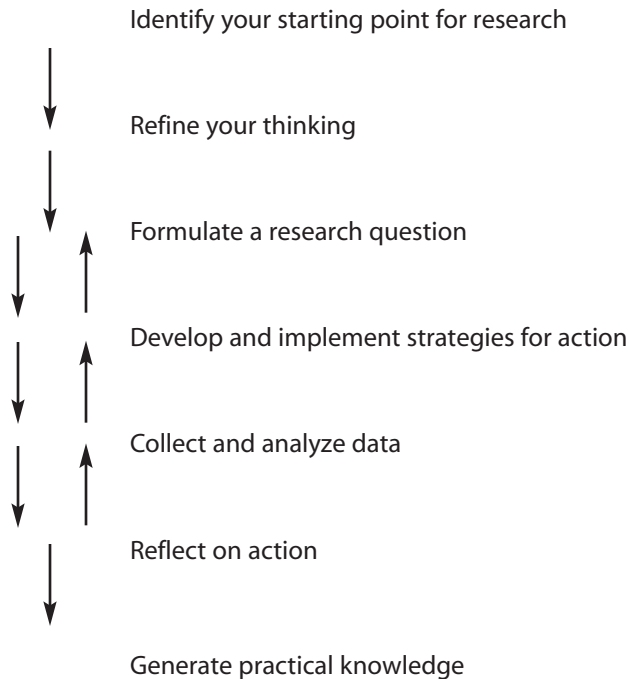 Identify your starting point for research
Refine your thinking
Formulate a research question
Develop and implement strategies for action
Collect and analyze data
Reflect on action
Generate practical knowledge